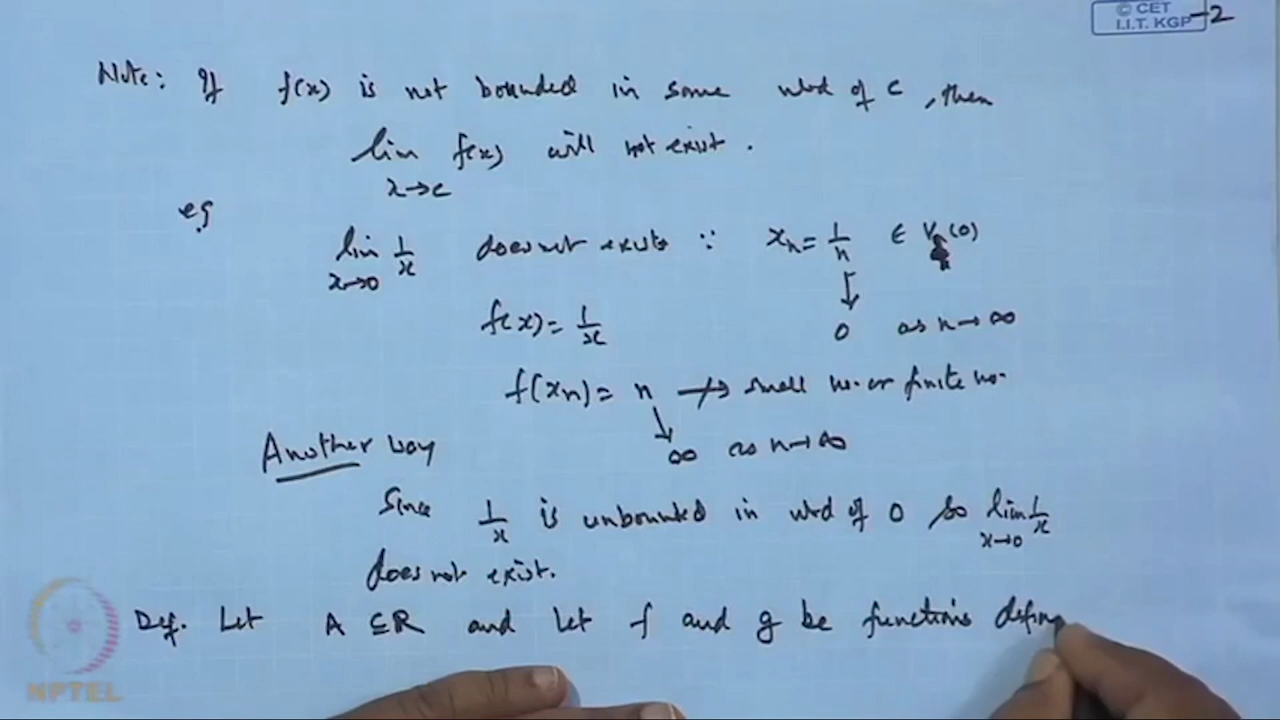 © CET
I.I.T. KGP
-2
Note: If f(x) is not bounded in some nbd of c, then
lim f(x) will not exist.
x→c
e.g.
lim 1/x does not exists ∵ xn = 1/n ∈ V (0)
x→0
↓
f(x) = 1/x 0 as n→∞
f(xn) = n ↛ small no. or finite no.
↓
Another way ∞ as n→∞
Since 1/x is unbounded in nbd of 0 so lim 1/x
x→0
does not exist.
Def. Let A ⊆ R and let f and g be functions defin
NPTEL